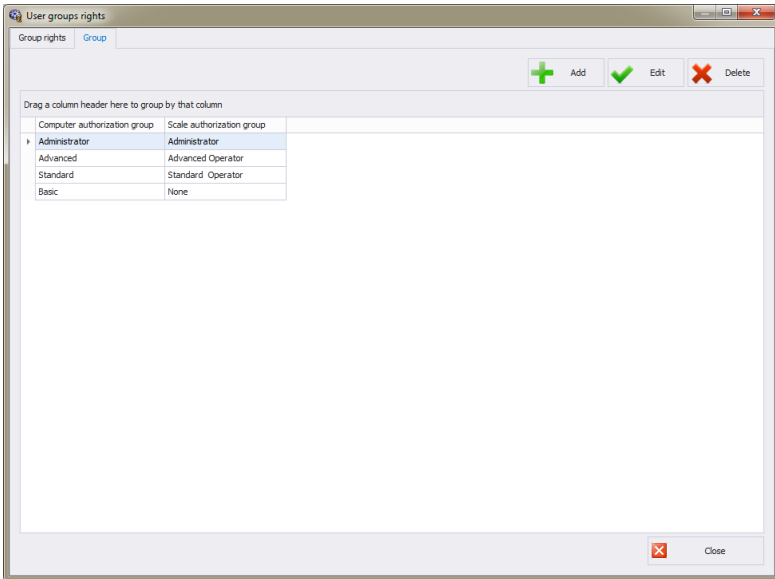 User groups rights
Group rights Group
Add Edit Delete
Drag a column header here to group by that column
Computer authorization group Scale authorization group
Administrator Administrator
Advanced Advanced Operator
Standard Standard Operator
Basic None
Close